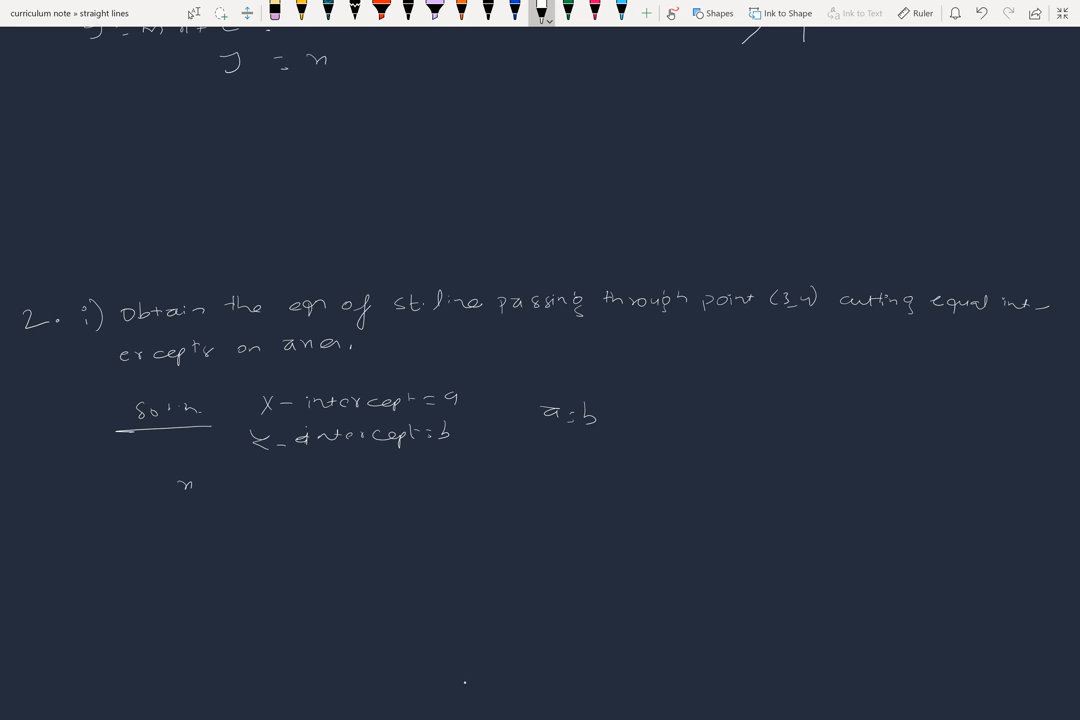 curriculum note » straight lines
Shapes Ink to Shape Ink to Text Ruler
y = x
2. i) Obtain the eqn of st. line passing through point (3,4) cutting equal int-
ercepts on axes.
Sol.n.
X-intercept = a
Y-intercept = b
a = b
x